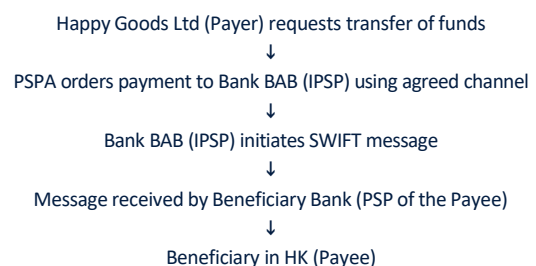 Happy Goods Ltd (Payer) requests transfer of funds
↓
PSPA orders payment to Bank BAB (IPSP) using agreed channel
↓
Bank BAB (IPSP) initiates SWIFT message
↓
Message received by Beneficiary Bank (PSP of the Payee)
↓
Beneficiary in HK (Payee)